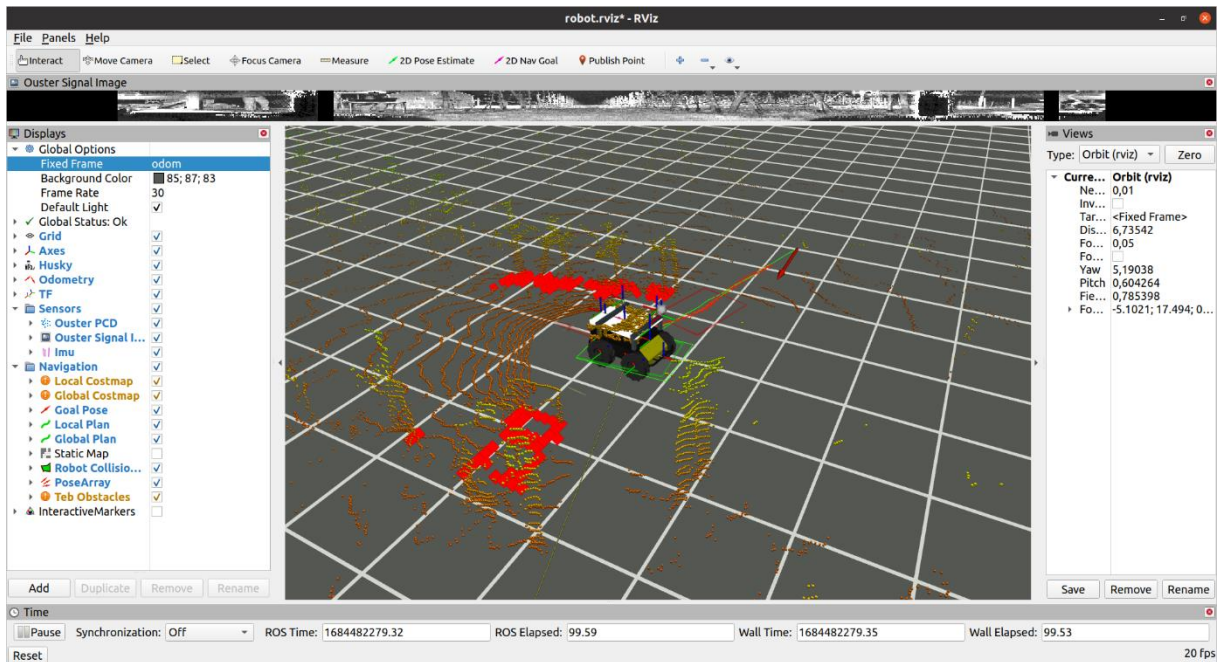 robot.rviz* - RViz
File Panels Help
Interact Move Camera Select Focus Camera Measure 2D Pose Estimate 2D Nav Goal Publish Point
Ouster Signal Image
Displays
Global Options
Fixed Frame odom
Background Color 85; 87; 83
Frame Rate 30
Default Light
Global Status: Ok
Grid
Axes
Husky
Odometry
TF
Sensors
Ouster PCD
Ouster Signal I...
Imu
Navigation
Local Costmap
Global Costmap
Goal Pose
Local Plan
Global Plan
Static Map
Robot Collisio...
PoseArray
Teb Obstacles
InteractiveMarkers
Add Duplicate Remove Rename
Views
Type: Orbit (rviz) Zero
Curre... Orbit (rviz)
Ne... 0,01
Inv...
Tar... <Fixed Frame>
Dis... 6,73542
Fo... 0,05
Fo...
Yaw 5,19038
Pitch 0,604264
Fie... 0,785398
Fo... -5.1021; 17.494; 0...
Save Remove Rename
Time
Pause Synchronization: Off ROS Time: 1684482279.32 ROS Elapsed: 99.59 Wall Time: 1684482279.35 Wall Elapsed: 99.53
Reset 20 fps